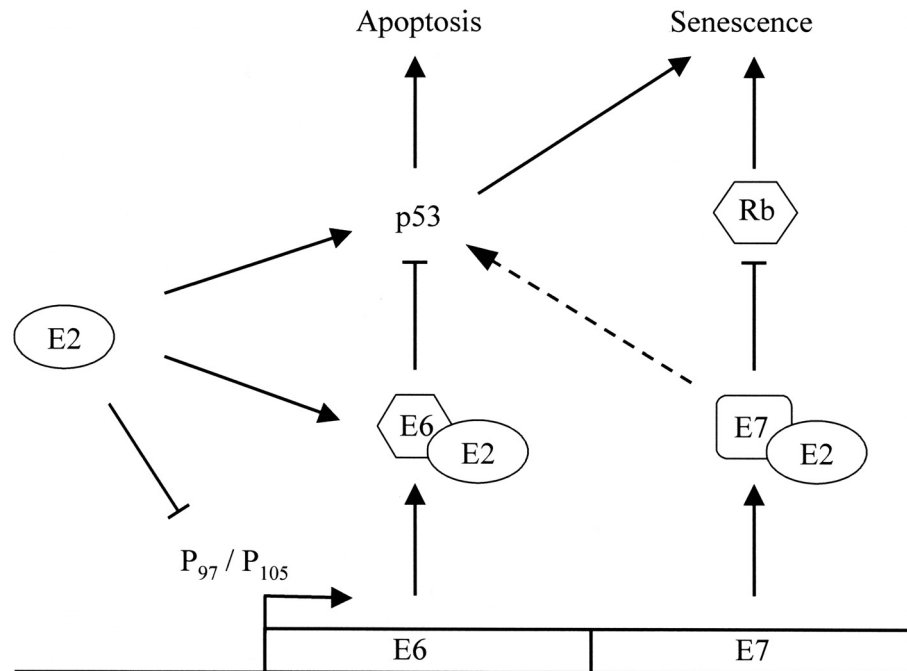 Apoptosis Senescence
p53 Rb
E2
E6 E2 E7 E2
P₉₇ / P₁₀₅
E6 E7